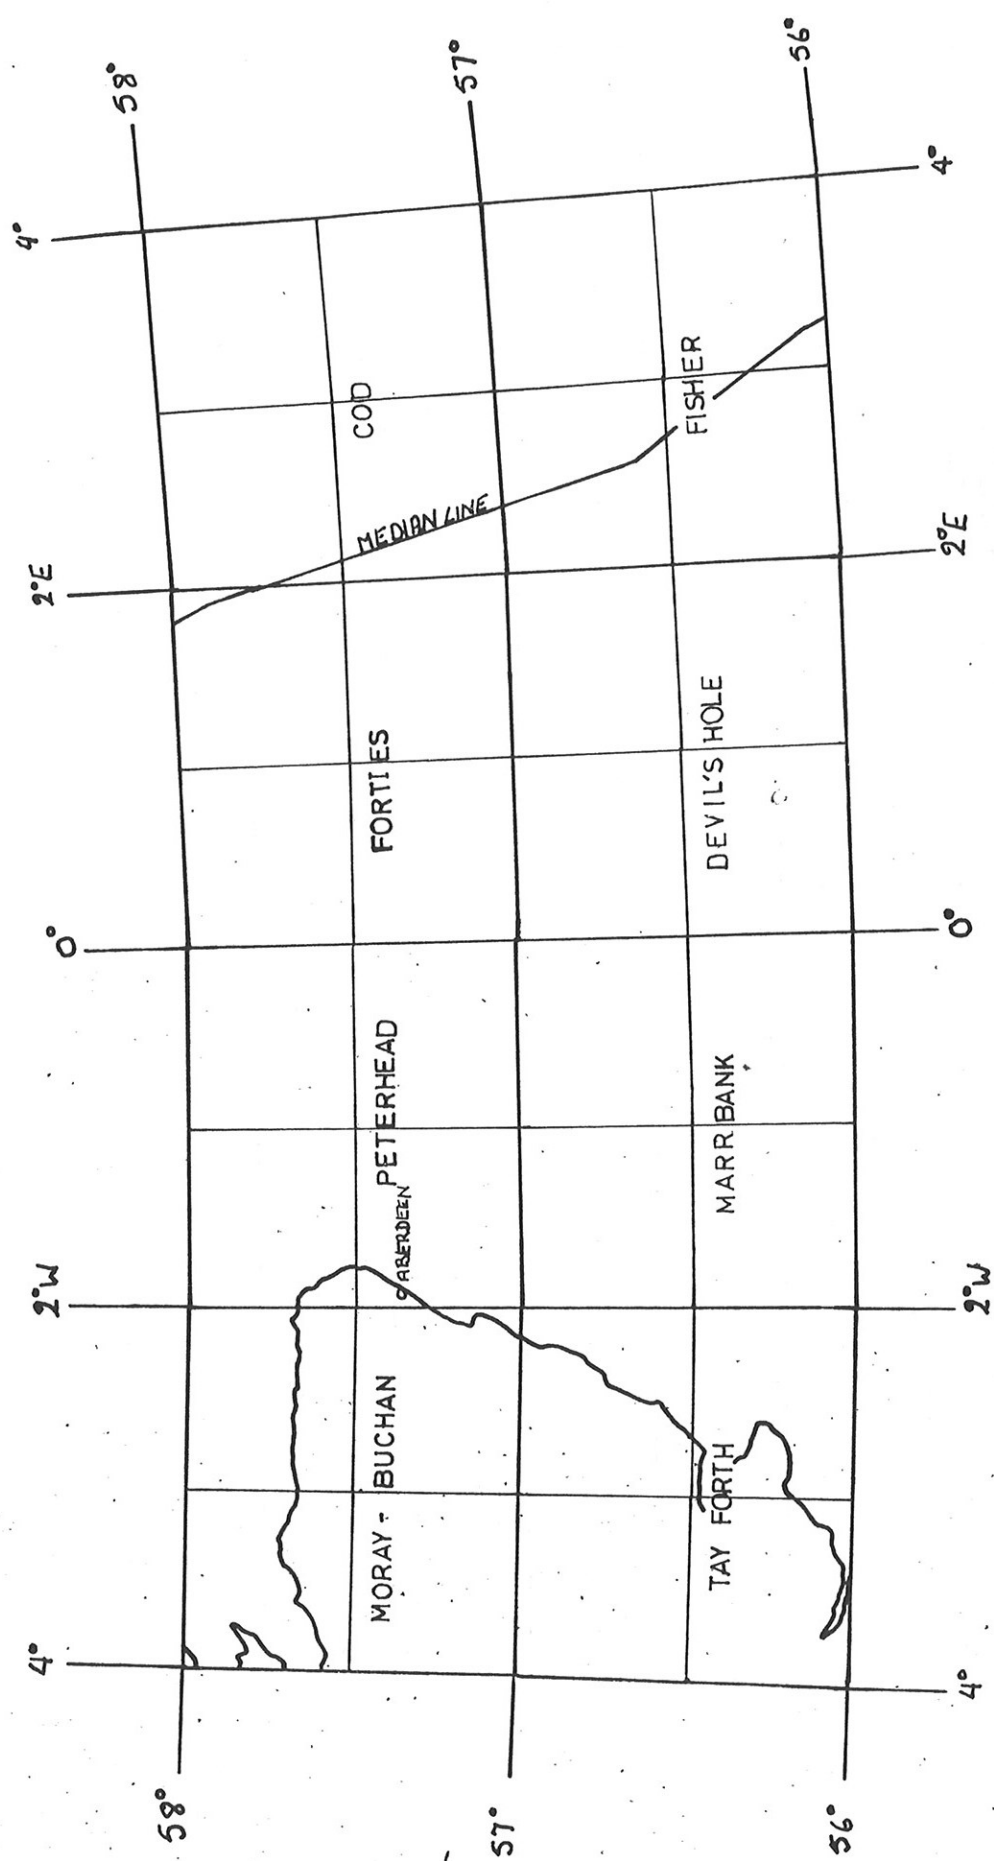 4° 2°W 0° 2°E 4°
58° 58°
MORAY - BUCHAN PETERHEAD FORTIES COD
ABERDEEN MEDIAN LINE
57° 57°
TAY FORTH MARR BANK DEVIL'S HOLE FISHER
56° 56°
4° 2°W 0° 2°E 4°